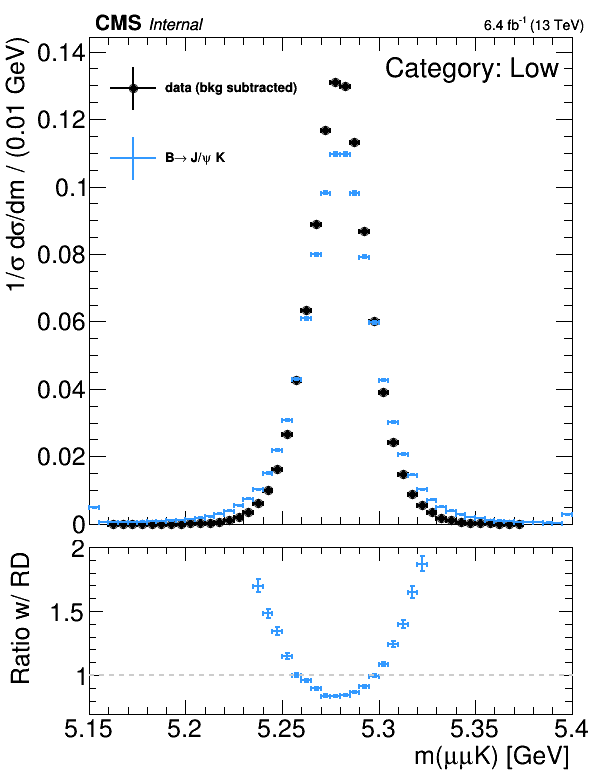 CMS Internal 6.4 fb⁻¹ (13 TeV)
Category: Low
data (bkg subtracted)
B→ J/ψ K
1/σ dσ/dm / (0.01 GeV)
0.14
0.12
0.1
0.08
0.06
0.04
0.02
0
Ratio w/ RD
2
1.5
1
5.15 5.2 5.25 5.3 5.35 5.4
m(μμK) [GeV]